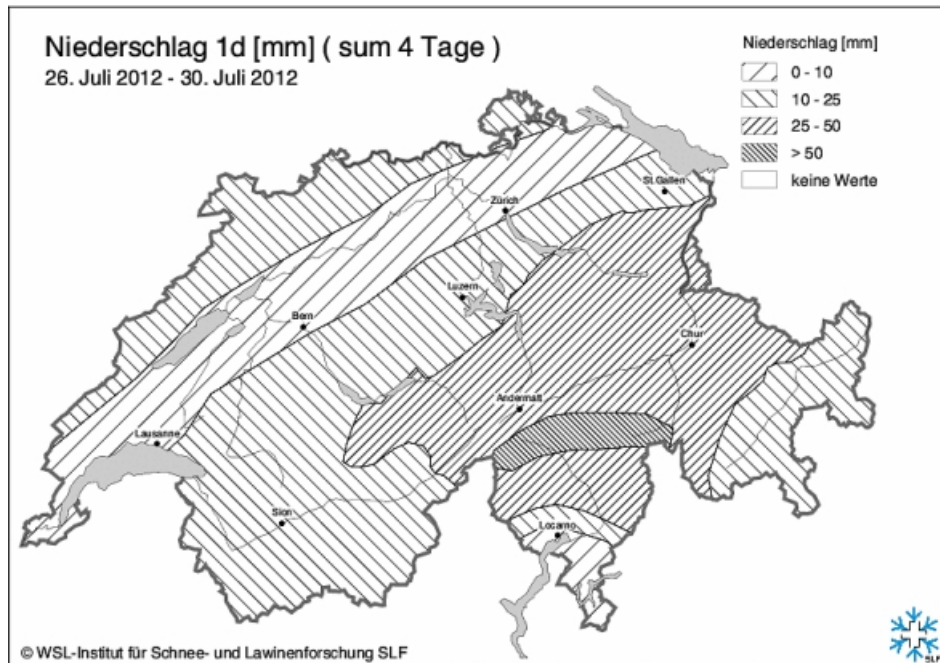 Niederschlag 1d [mm] ( sum 4 Tage )
26. Juli 2012 - 30. Juli 2012
Niederschlag [mm]
0 - 10
10 - 25
25 - 50
> 50
keine Werte
St.Gallen
Zürich
Luzern
Bern
Chur
Andermatt
Lausanne
Sion
Locarno
© WSL-Institut für Schnee- und Lawinenforschung SLF
SLF